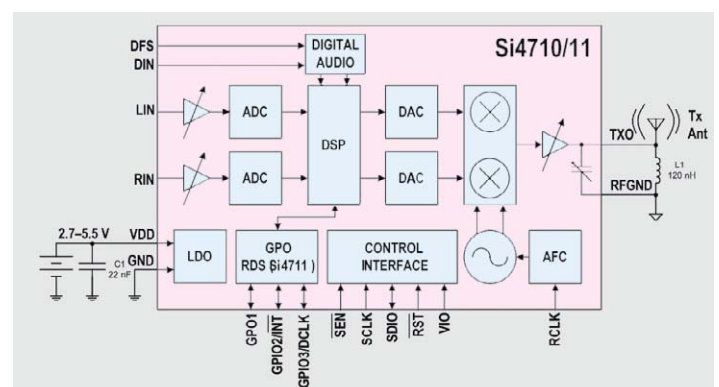 Si4710/11
DFS
DIN
DIGITAL
AUDIO
LIN
ADC
DSP
DAC
RIN
ADC
DAC
TXO
Tx
Ant
L1
120 nH
RFGND
2.7–5.5 V
VDD
GND
C1
22 nF
LDO
GPO
RDS (Si4711 )
CONTROL
INTERFACE
AFC
GPO1
GPIO2/INT
GPIO3/DCLK
SEN
SCLK
SDIO
RST
VIO
RCLK